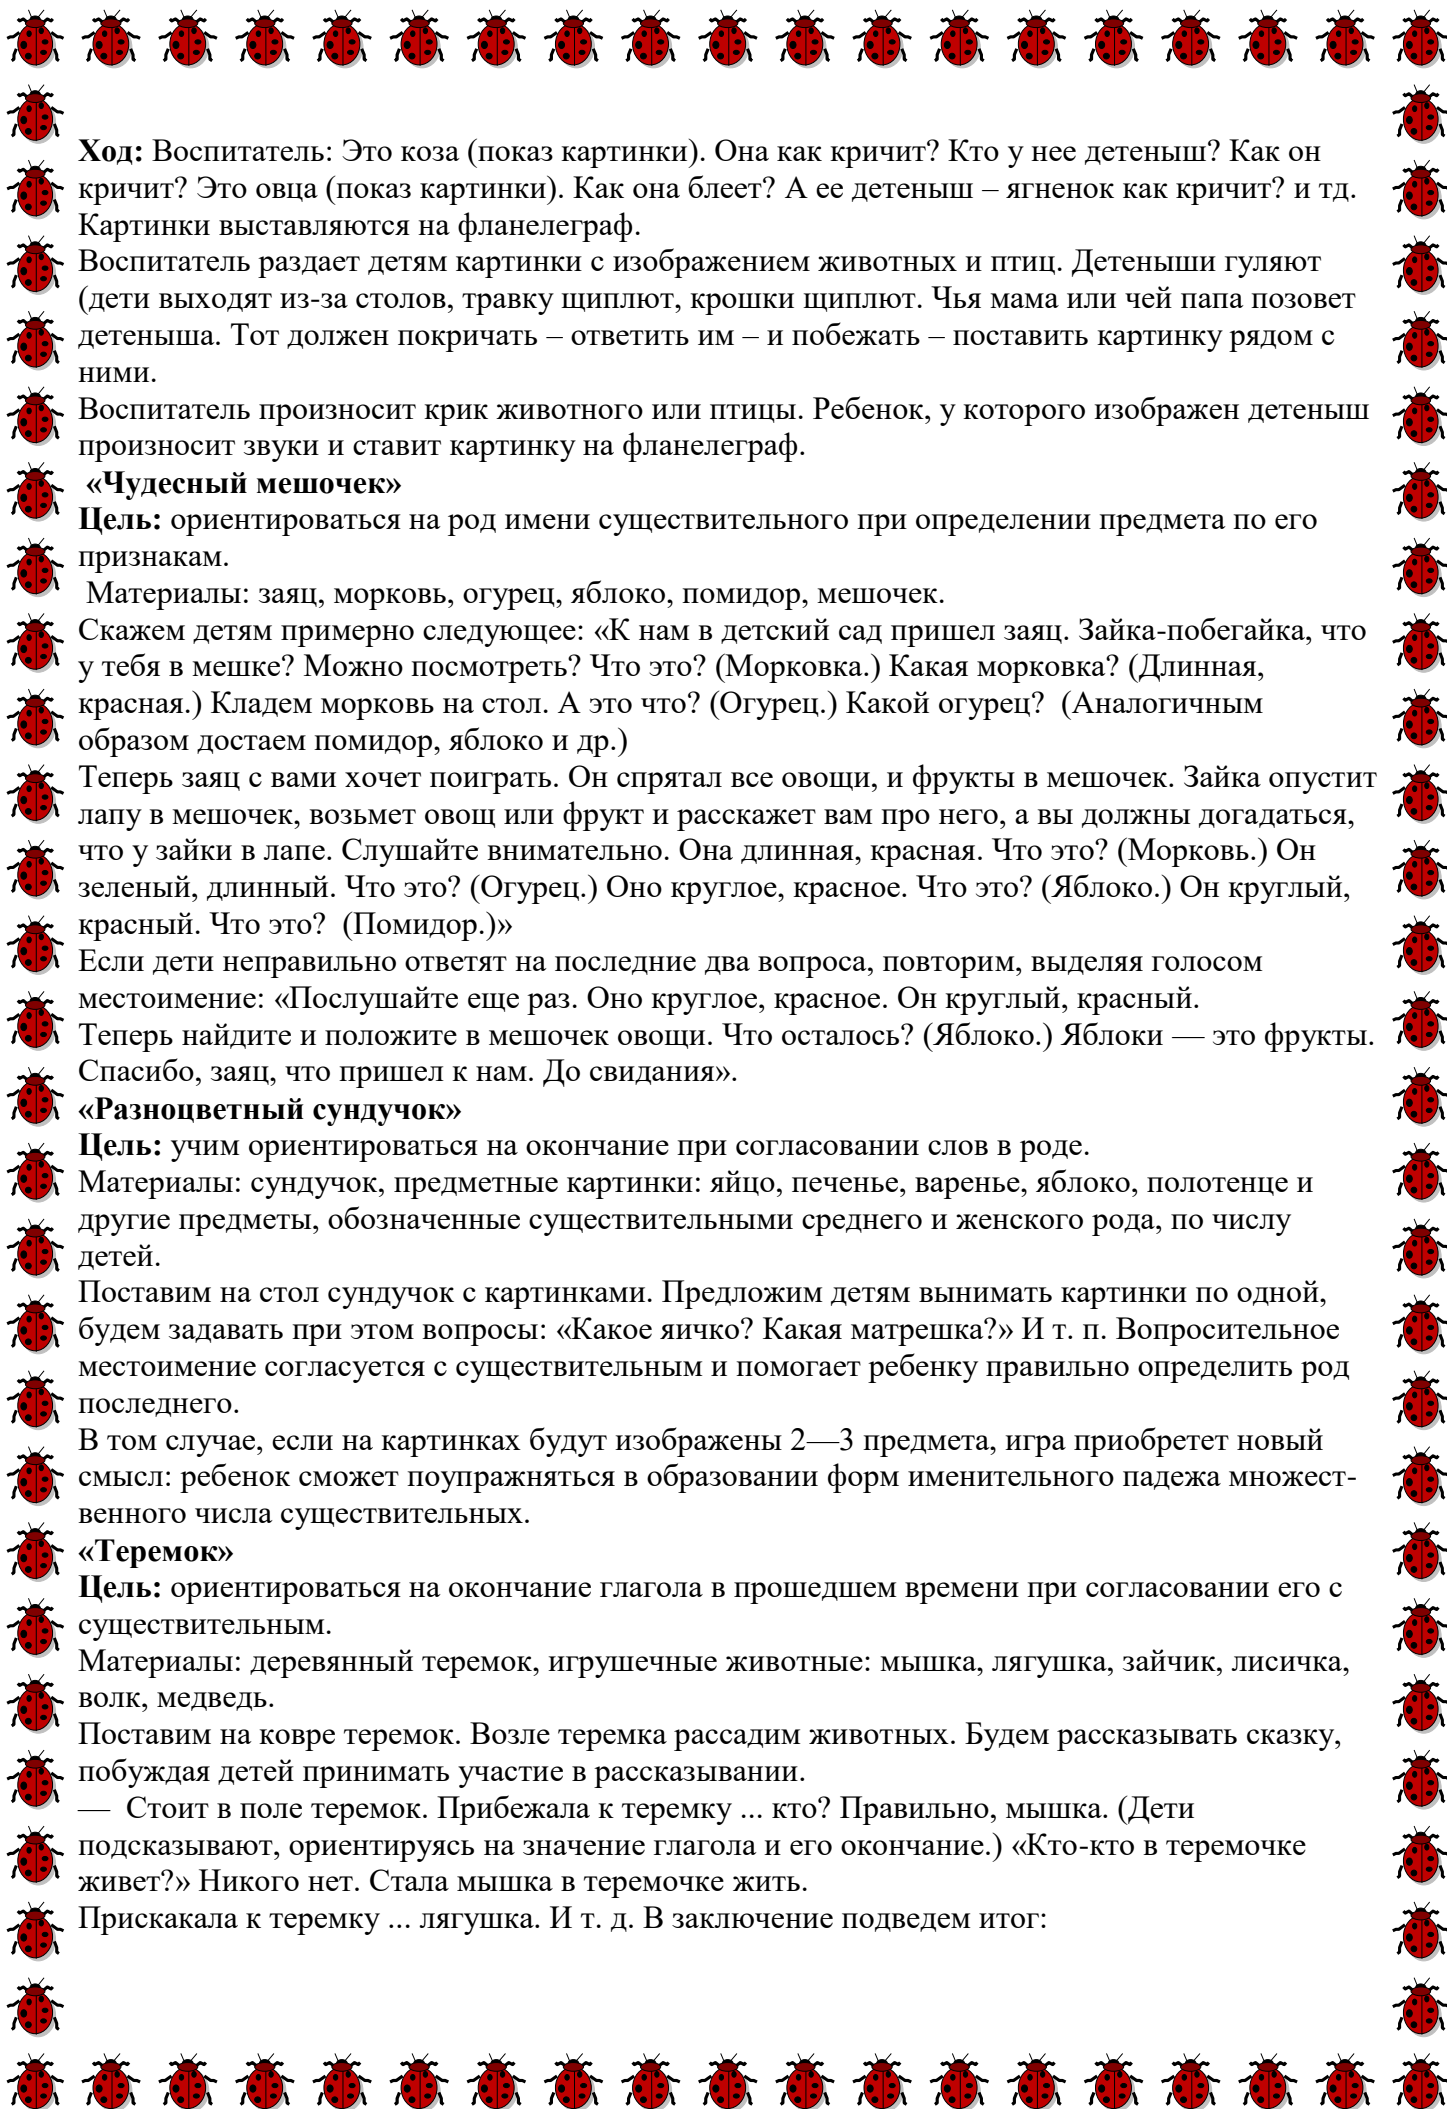 Ход: Воспитатель: Это коза (показ картинки). Она как кричит? Кто у нее детеныш? Как он
кричит? Это овца (показ картинки). Как она блеет? А ее детеныш – ягненок как кричит? и тд.
Картинки выставляются на фланелеграф.
Воспитатель раздает детям картинки с изображением животных и птиц. Детеныши гуляют
(дети выходят из-за столов, травку щиплют, крошки щиплют. Чья мама или чей папа позовет
детеныша. Тот должен покричать – ответить им – и побежать – поставить картинку рядом с
ними.
Воспитатель произносит крик животного или птицы. Ребенок, у которого изображен детеныш
произносит звуки и ставит картинку на фланелеграф.
«Чудесный мешочек»
Цель: ориентироваться на род имени существительного при определении предмета по его
признакам.
Материалы: заяц, морковь, огурец, яблоко, помидор, мешочек.
Скажем детям примерно следующее: «К нам в детский сад пришел заяц. Зайка-побегайка, что
у тебя в мешке? Можно посмотреть? Что это? (Морковка.) Какая морковка? (Длинная,
красная.) Кладем морковь на стол. А это что? (Огурец.) Какой огурец?  (Аналогичным
образом достаем помидор, яблоко и др.)
Теперь заяц с вами хочет поиграть. Он спрятал все овощи, и фрукты в мешочек. Зайка опустит
лапу в мешочек, возьмет овощ или фрукт и расскажет вам про него, а вы должны догадаться,
что у зайки в лапе. Слушайте внимательно. Она длинная, красная. Что это? (Морковь.) Он
зеленый, длинный. Что это? (Огурец.) Оно круглое, красное. Что это? (Яблоко.) Он круглый,
красный. Что это?  (Помидор.)»
Если дети неправильно ответят на последние два вопроса, повторим, выделяя голосом
местоимение: «Послушайте еще раз. Оно круглое, красное. Он круглый, красный.
Теперь найдите и положите в мешочек овощи. Что осталось? (Яблоко.) Яблоки — это фрукты.
Спасибо, заяц, что пришел к нам. До свидания».
«Разноцветный сундучок»
Цель: учим ориентироваться на окончание при согласовании слов в роде.
Материалы: сундучок, предметные картинки: яйцо, печенье, варенье, яблоко, полотенце и
другие предметы, обозначенные существительными среднего и женского рода, по числу
детей.
Поставим на стол сундучок с картинками. Предложим детям вынимать картинки по одной,
будем задавать при этом вопросы: «Какое яичко? Какая матрешка?» И т. п. Вопросительное
местоимение согласуется с существительным и помогает ребенку правильно определить род
последнего.
В том случае, если на картинках будут изображены 2—3 предмета, игра приобретет новый
смысл: ребенок сможет поупражняться в образовании форм именительного падежа множест-
венного числа существительных.
«Теремок»
Цель: ориентироваться на окончание глагола в прошедшем времени при согласовании его с
существительным.
Материалы: деревянный теремок, игрушечные животные: мышка, лягушка, зайчик, лисичка,
волк, медведь.
Поставим на ковре теремок. Возле теремка рассадим животных. Будем рассказывать сказку,
побуждая детей принимать участие в рассказывании.
—  Стоит в поле теремок. Прибежала к теремку ... кто? Правильно, мышка. (Дети
подсказывают, ориентируясь на значение глагола и его окончание.) «Кто-кто в теремочке
живет?» Никого нет. Стала мышка в теремочке жить.
Прискакала к теремку ... лягушка. И т. д. В заключение подведем итог: